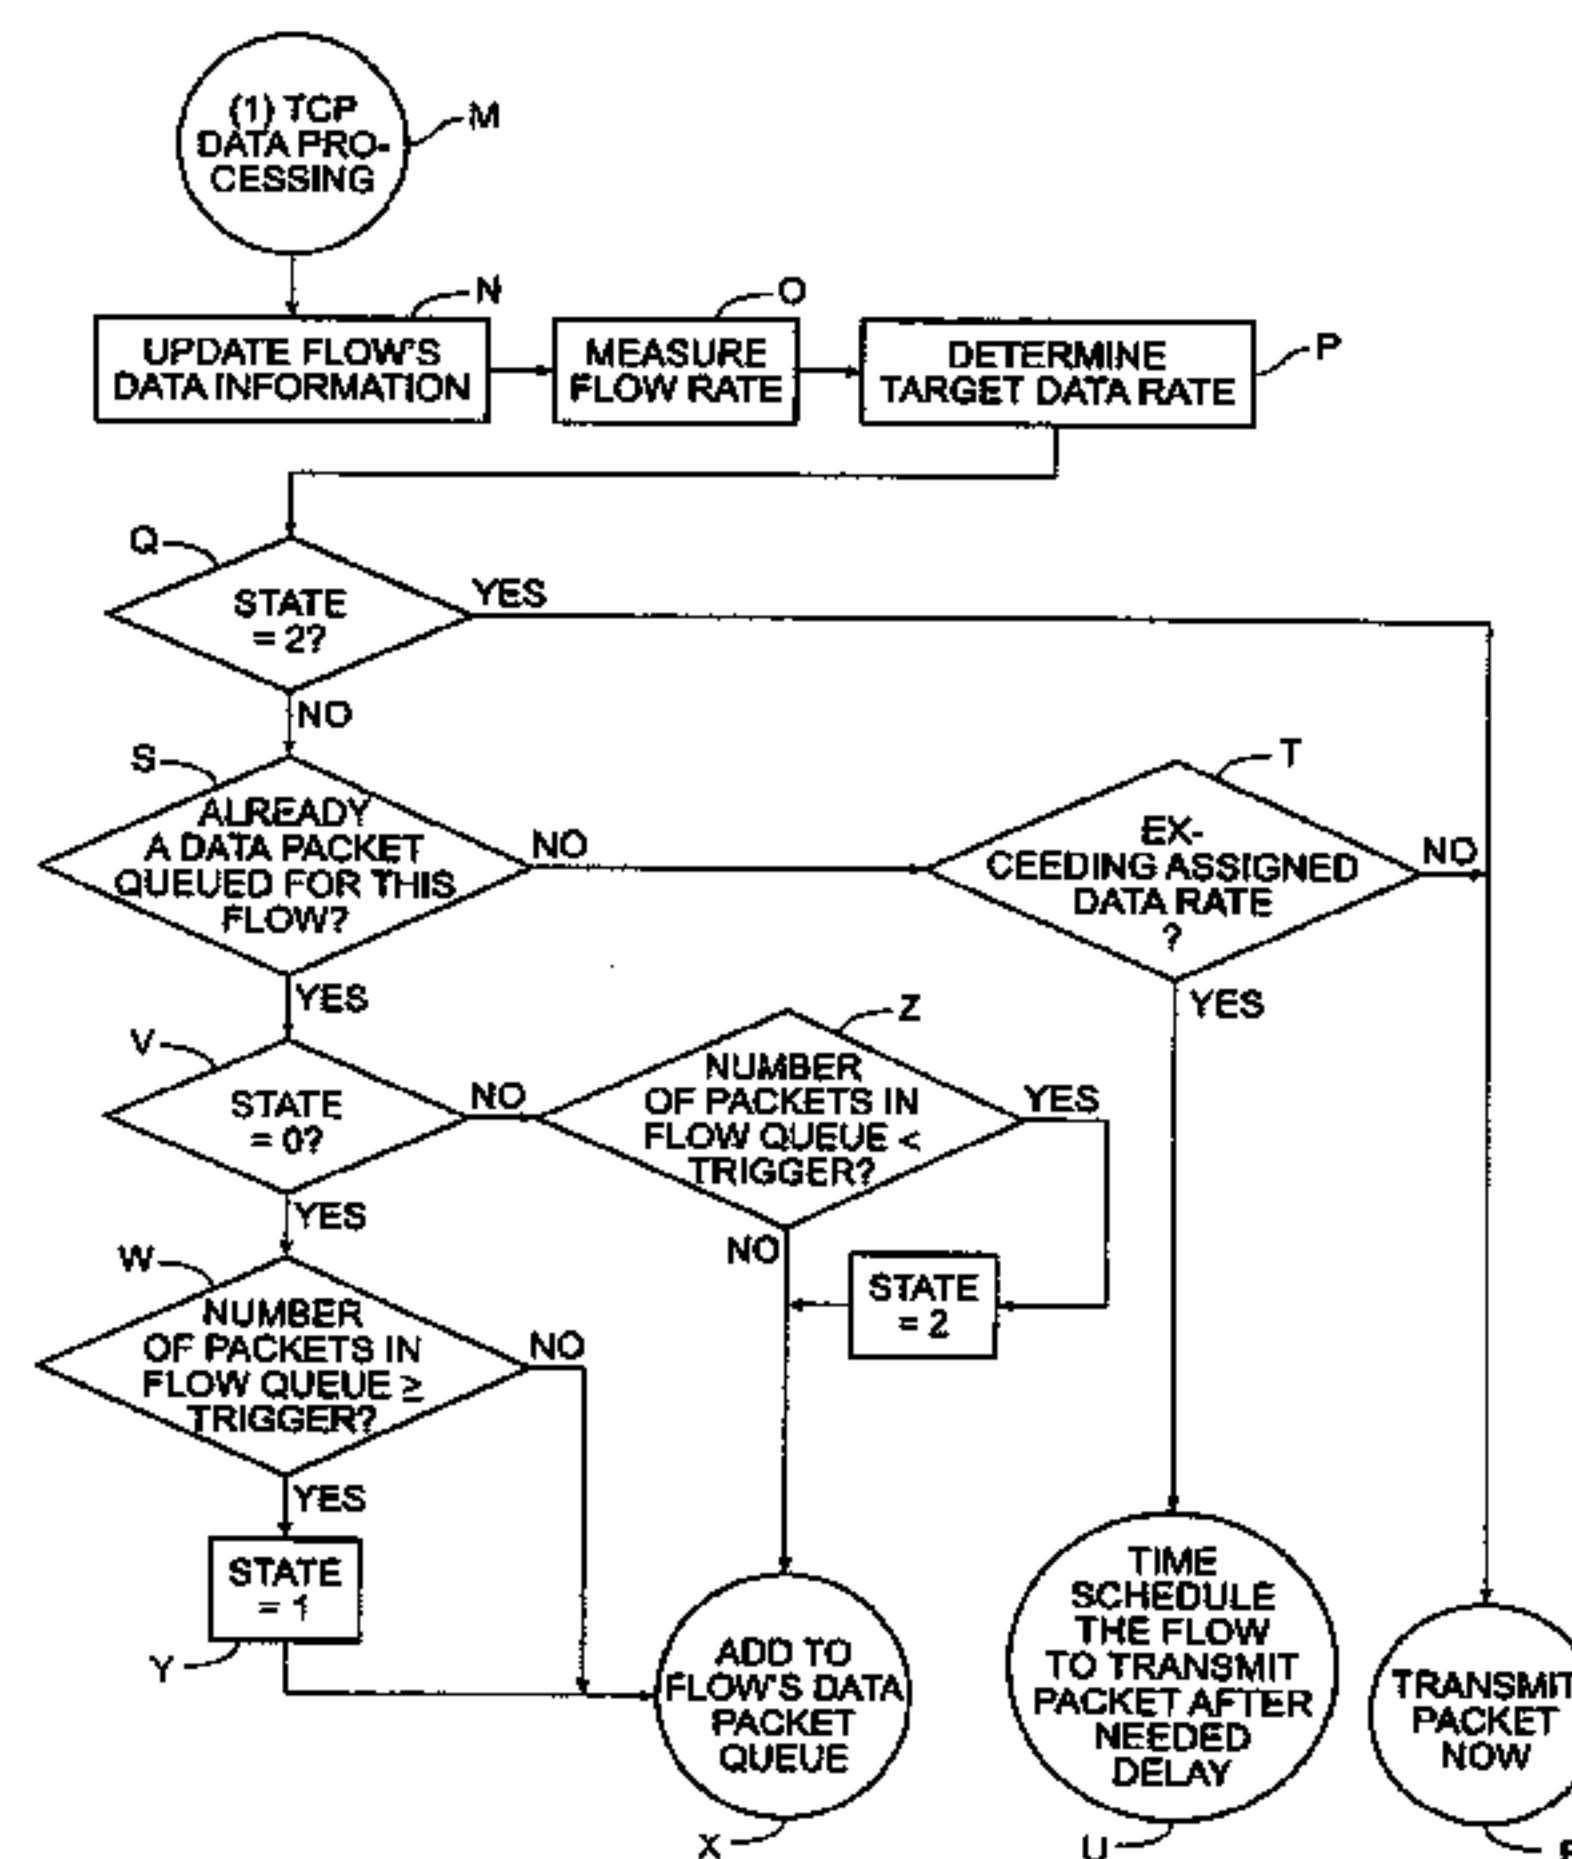 (1) TCP
DATA PRO-
CESSING
M
N
UPDATE FLOW'S
DATA INFORMATION
O
MEASURE
FLOW RATE
P
DETERMINE
TARGET DATA RATE
Q
STATE
= 2?
YES
NO
S
ALREADY
A DATA PACKET
QUEUED FOR THIS
FLOW?
NO
YES
T
EX-
CEEDING ASSIGNED
DATA RATE
?
NO
YES
V
STATE
= 0?
NO
YES
Z
NUMBER
OF PACKETS IN
FLOW QUEUE <
TRIGGER?
YES
NO
STATE
= 2
W
NUMBER
OF PACKETS IN
FLOW QUEUE ≥
TRIGGER?
NO
YES
STATE
= 1
Y
ADD TO
FLOW'S DATA
PACKET
QUEUE
X
TIME
SCHEDULE
THE FLOW
TO TRANSMIT
PACKET AFTER
NEEDED
DELAY
U
TRANSMIT
PACKET
NOW